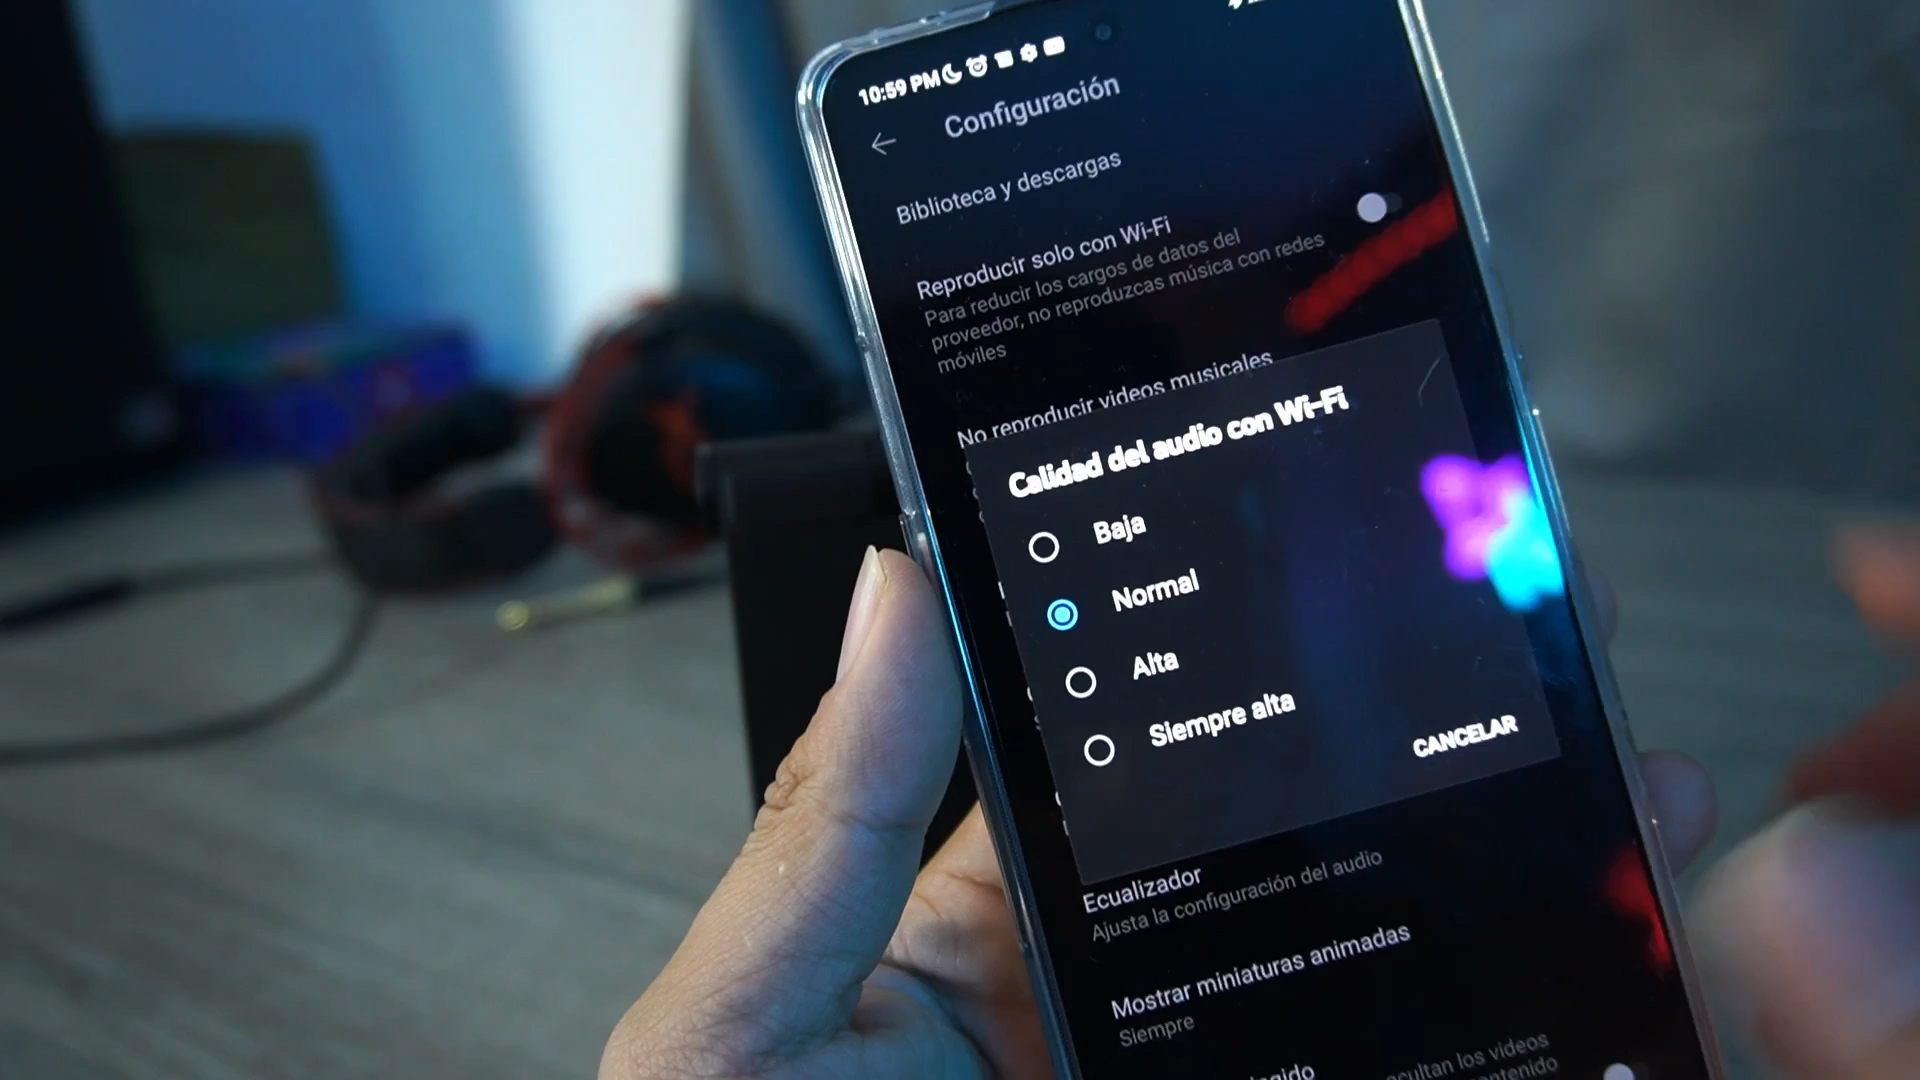 10:59 PM
Configuración
Biblioteca y descargas
Reproducir solo con Wi-Fi
Para reducir los cargos de datos del
proveedor, no reproduzcas música con redes
móviles
No reproducir videos musicales
Calidad del audio con Wi-Fi
Baja
Normal
Alta
Siempre alta
CANCELAR
Ecualizador
Ajusta la configuración del audio
Mostrar miniaturas animadas
Siempre
los videos